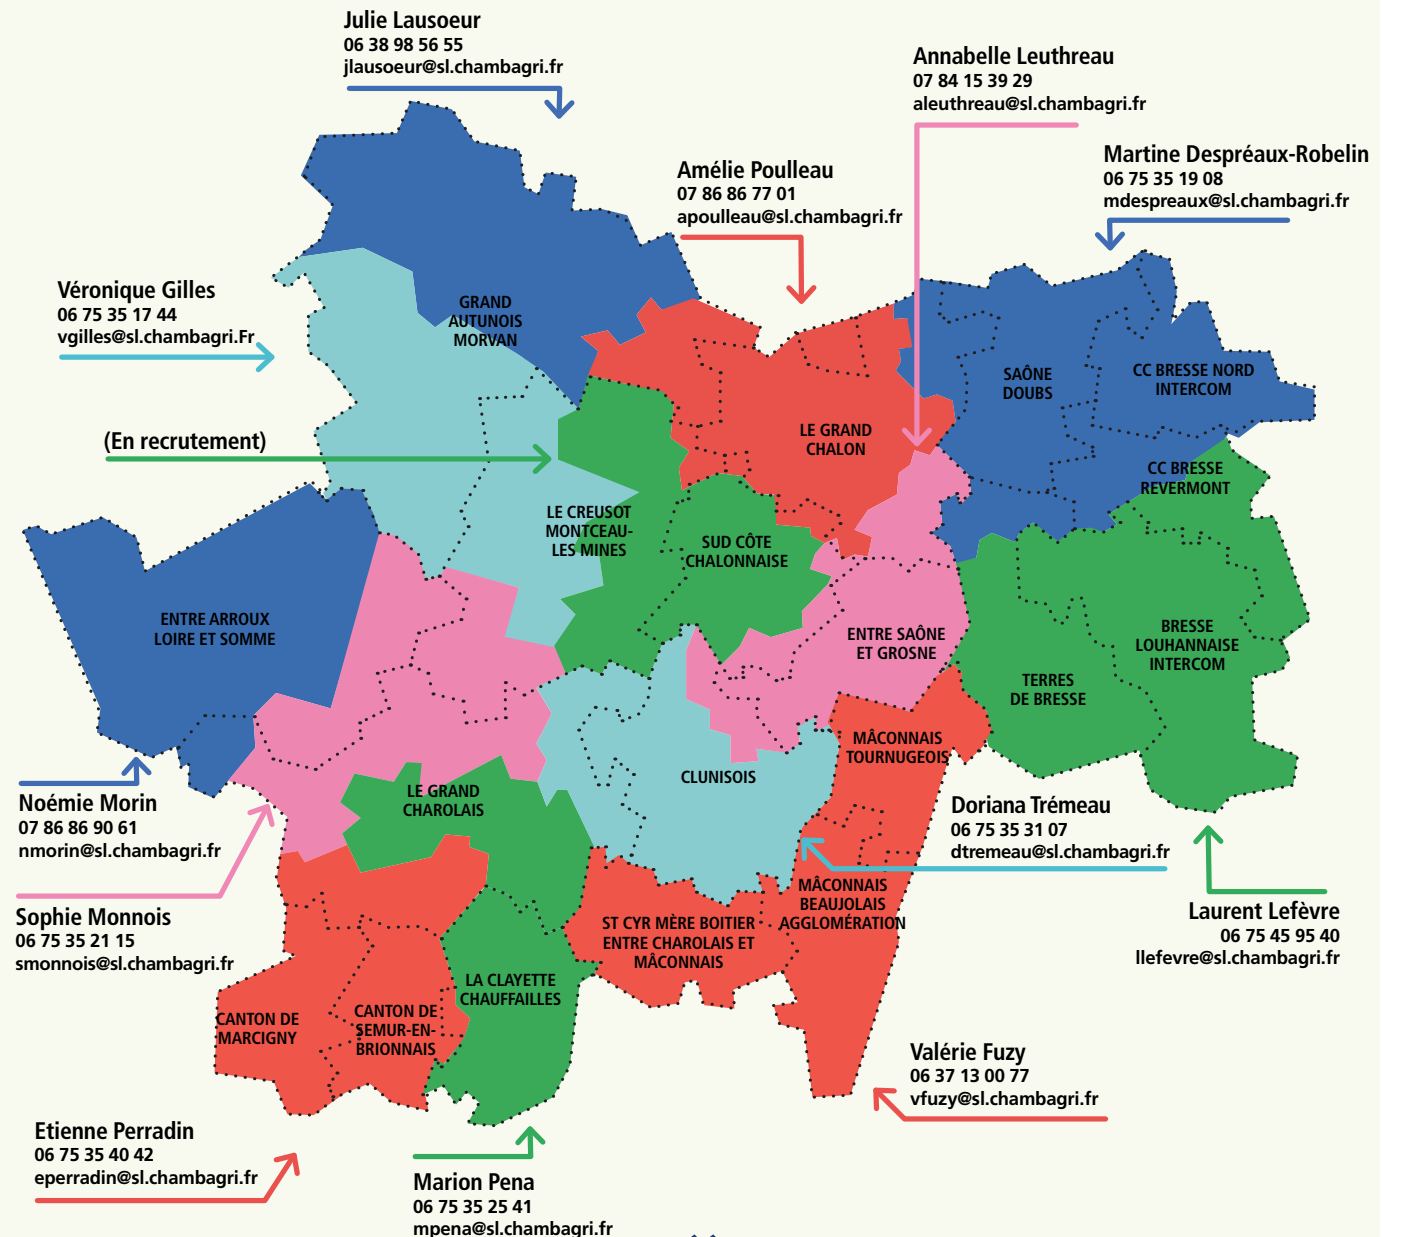 Julie Lausoeur
06 38 98 56 55
jlausoeur@sl.chambagri.fr
Annabelle Leuthreau
07 84 15 39 29
aleuthreau@sl.chambagri.fr
Martine Despréaux-Robelin
06 75 35 19 08
mdespreaux@sl.chambagri.fr
Amélie Poulleau
07 86 86 77 01
apoulleau@sl.chambagri.fr
Véronique Gilles
06 75 35 17 44
vgilles@sl.chambagri.Fr
GRAND
AUTUNOIS
MORVAN
SAÔNE
DOUBS
CC BRESSE NORD
INTERCOM
LE GRAND
CHALON
(En recrutement)
CC BRESSE
REVERMONT
LE CREUSOT
MONTCEAU-
LES MINES
SUD CÔTE
CHALONNAISE
ENTRE ARROUX
LOIRE ET SOMME
ENTRE SAÔNE
ET GROSNE
BRESSE
LOUHANNAISE
INTERCOM
TERRES
DE BRESSE
MÂCONNAIS
TOURNUGEOIS
CLUNISOIS
LE GRAND
CHAROLAIS
Noémie Morin
07 86 86 90 61
nmorin@sl.chambagri.fr
Doriana Trémeau
06 75 35 31 07
dtremeau@sl.chambagri.fr
MÂCONNAIS
BEAUJOLAIS
AGGLOMÉRATION
Sophie Monnois
06 75 35 21 15
smonnois@sl.chambagri.fr
ST CYR MÈRE BOITIER
ENTRE CHAROLAIS ET
MÂCONNAIS
Laurent Lefèvre
06 75 45 95 40
llefevre@sl.chambagri.fr
LA CLAYETTE
CHAUFFAILLES
CANTON DE
MARCIGNY
CANTON DE
SEMUR-EN-
BRIONNAIS
Valérie Fuzy
06 37 13 00 77
vfuzy@sl.chambagri.fr
Etienne Perradin
06 75 35 40 42
eperradin@sl.chambagri.fr
Marion Pena
06 75 35 25 41
mpena@sl.chambagri.fr